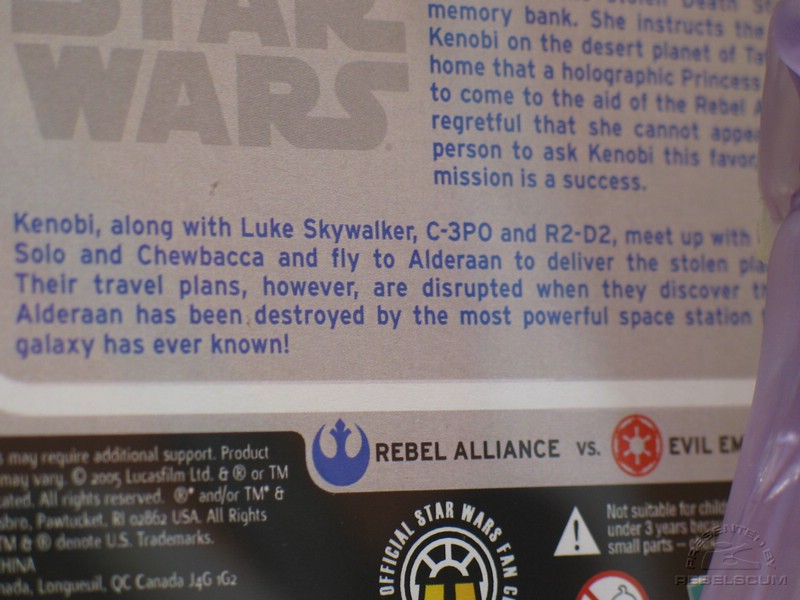 STAR
WARS
stolen Death
memory bank. She instructs the
Kenobi on the desert planet of
home that a holographic Princess
to come to the aid of the Rebel
regretful that she cannot
person to ask Kenobi this favor,
mission is a success.
Kenobi, along with Luke Skywalker, C-3PO and R2-D2, meet up with
Solo and Chewbacca and fly to Alderaan to deliver the stolen
Their travel plans, however, are disrupted when they discover
Alderaan has been destroyed by the most powerful space station
galaxy has ever known!
REBEL ALLIANCE vs. EVIL
may require additional support. Product
may vary. © 2005 Lucasfilm Ltd. & ® or TM
All rights reserved. ®* and/or TM* &
Pawtucket, RI 02862 USA. All Rights
TM & ® denote U.S. Trademarks.
Longueuil, QC Canada J4G 1G2
OFFICIAL STAR WARS FAN
Not suitable for
under 3 years
small parts –
PRESENTED BY
REBELSCUM